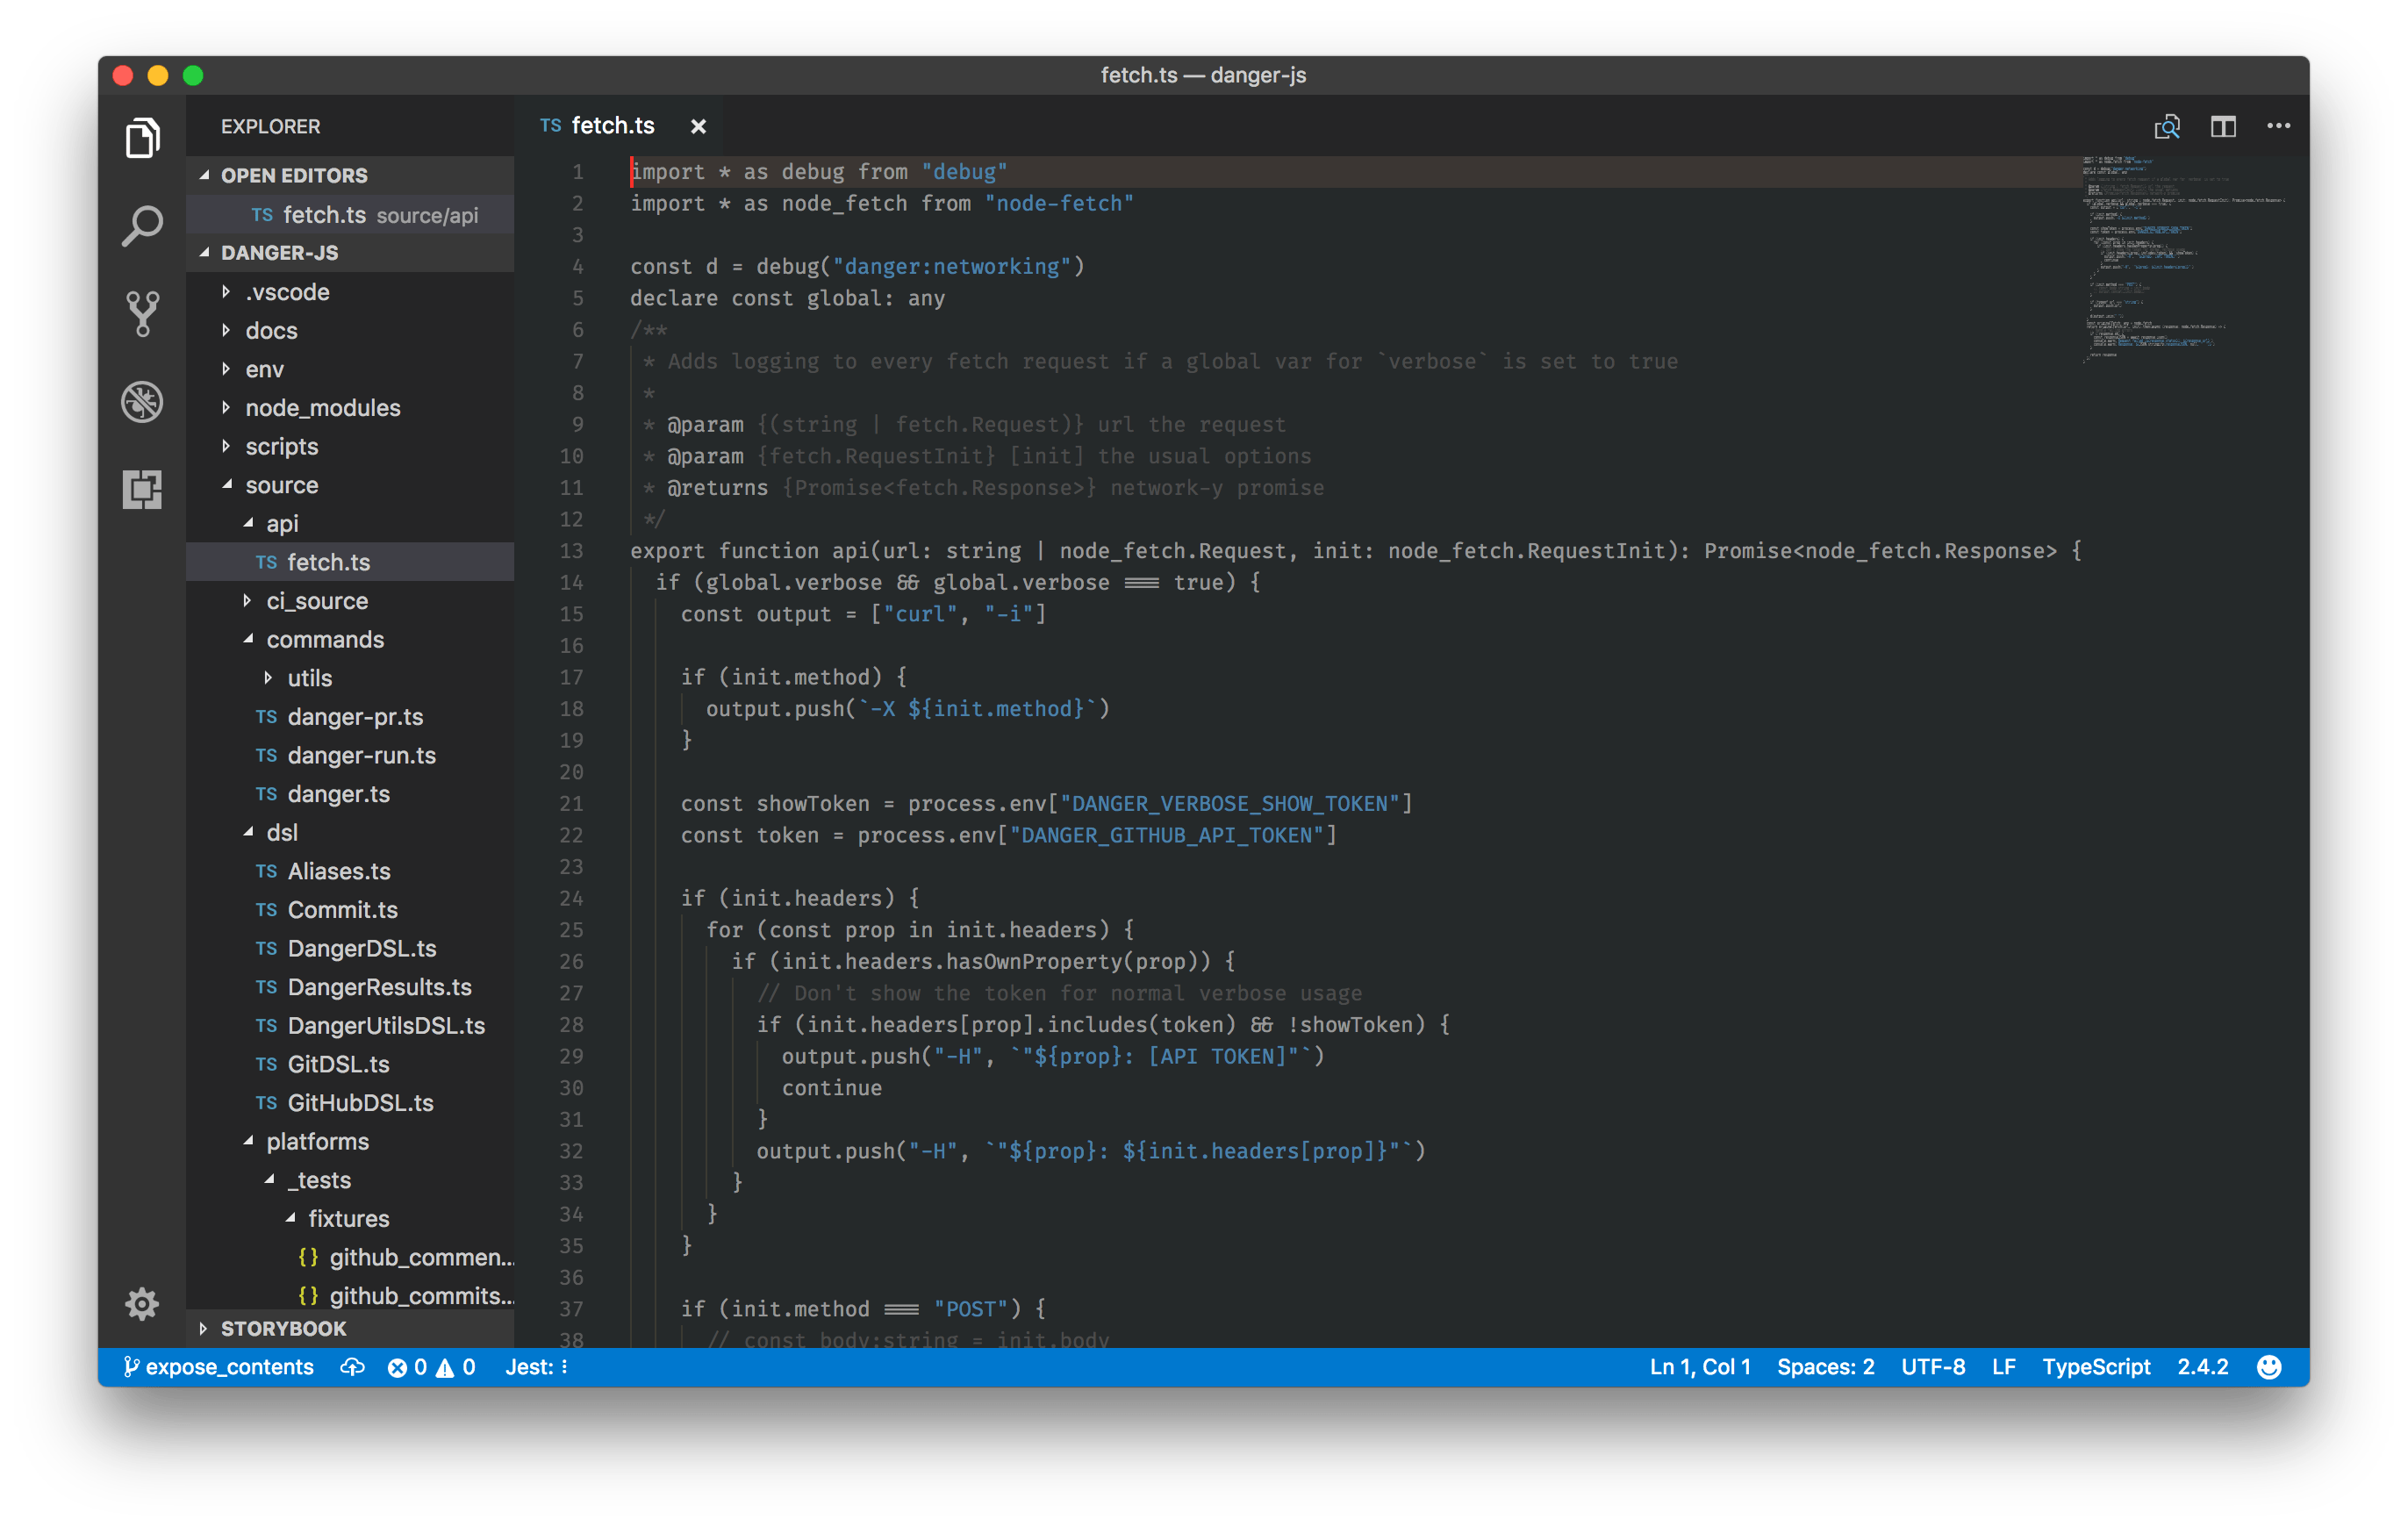 fetch.ts — danger-js
EXPLORER
OPEN EDITORS
TS fetch.ts source/api
DANGER-JS
.vscode
docs
env
node_modules
scripts
source
api
TS fetch.ts
ci_source
commands
utils
TS danger-pr.ts
TS danger-run.ts
TS danger.ts
dsl
TS Aliases.ts
TS Commit.ts
TS DangerDSL.ts
TS DangerResults.ts
TS DangerUtilsDSL.ts
TS GitDSL.ts
TS GitHubDSL.ts
platforms
_tests
fixtures
{} github_commen...
{} github_commits...
STORYBOOK
TS fetch.ts
1 import * as debug from "debug"
2 import * as node_fetch from "node-fetch"
3
4 const d = debug("danger:networking")
5 declare const global: any
6 /**
7 * Adds logging to every fetch request if a global var for `verbose` is set to true
8 *
9 * @param {(string | fetch.Request)} url the request
10 * @param {fetch.RequestInit} [init] the usual options
11 * @returns {Promise<fetch.Response>} network-y promise
12 */
13 export function api(url: string | node_fetch.Request, init: node_fetch.RequestInit): Promise<node_fetch.Response> {
14 if (global.verbose && global.verbose === true) {
15 const output = ["curl", "-i"]
16
17 if (init.method) {
18 output.push(`-X ${init.method}`)
19 }
20
21 const showToken = process.env["DANGER_VERBOSE_SHOW_TOKEN"]
22 const token = process.env["DANGER_GITHUB_API_TOKEN"]
23
24 if (init.headers) {
25 for (const prop in init.headers) {
26 if (init.headers.hasOwnProperty(prop)) {
27 // Don't show the token for normal verbose usage
28 if (init.headers[prop].includes(token) && !showToken) {
29 output.push("-H", `"${prop}: [API TOKEN]"`)
30 continue
31 }
32 output.push("-H", `"${prop}: ${init.headers[prop]}"`)
33 }
34 }
35 }
36
37 if (init.method === "POST") {
38 // const body:string = init.body
expose_contents 0 0 Jest: Ln 1, Col 1 Spaces: 2 UTF-8 LF TypeScript 2.4.2